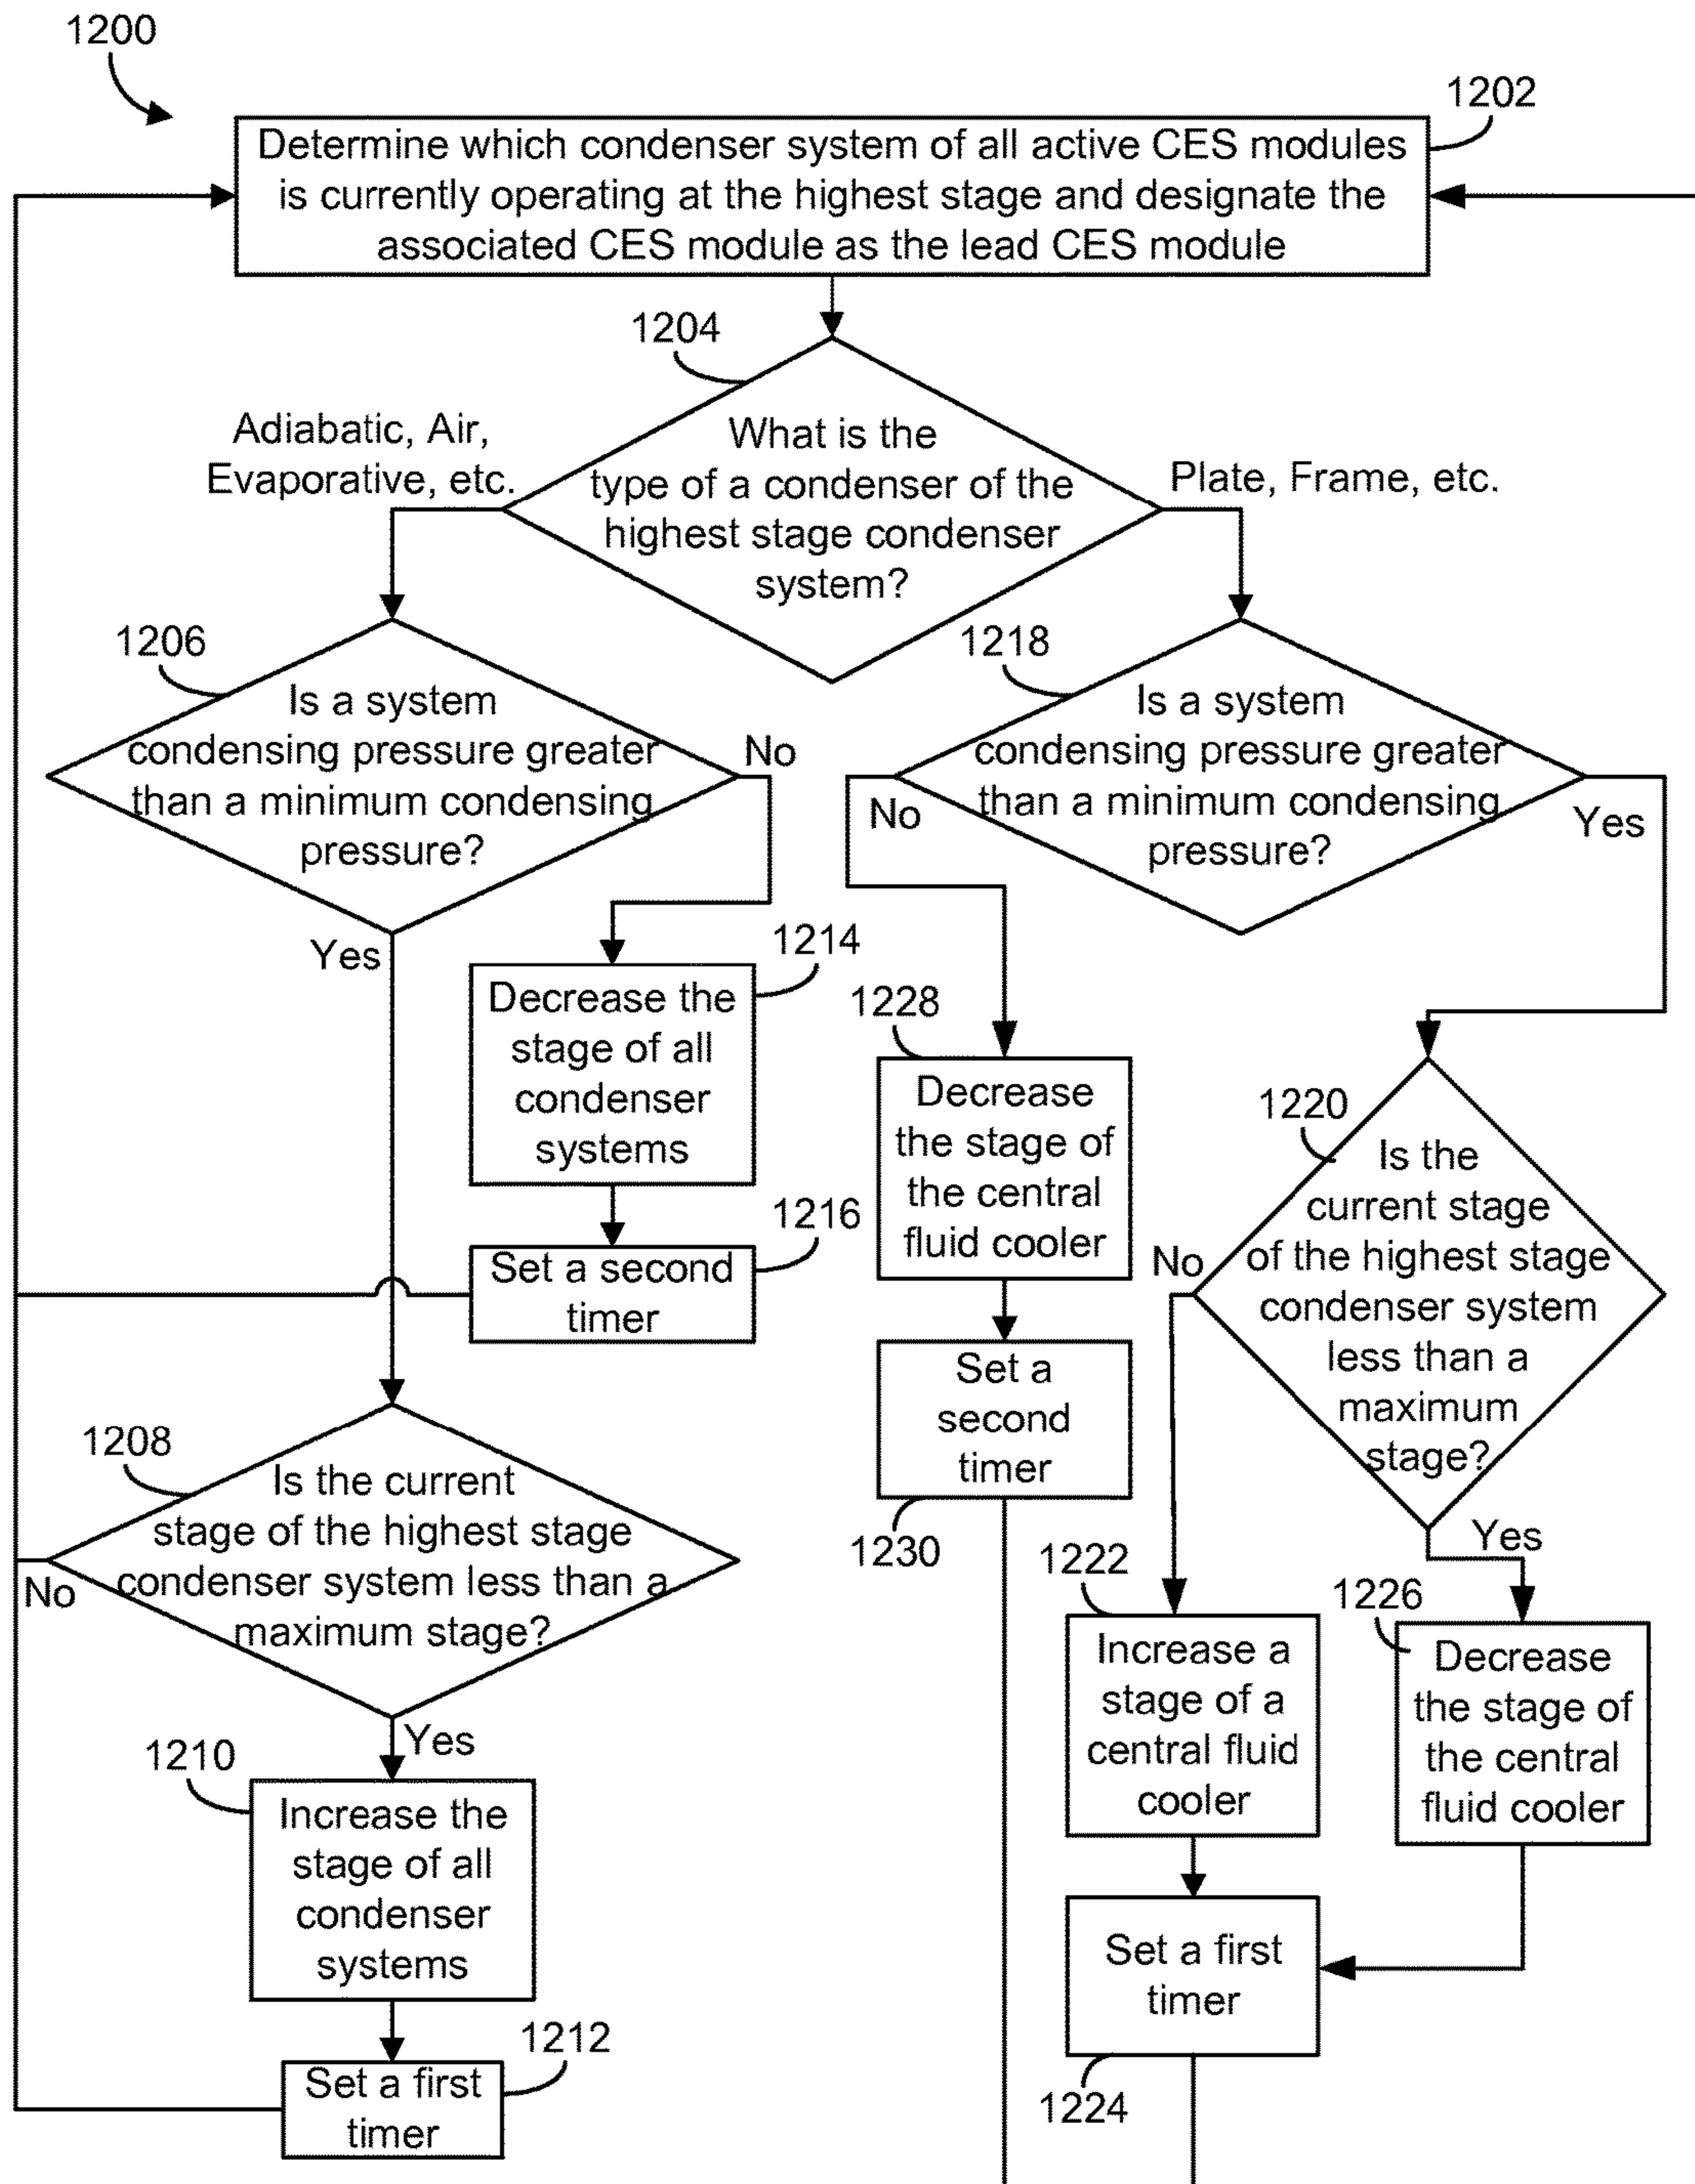 1200
1202
Determine which condenser system of all active CES modules
is currently operating at the highest stage and designate the
associated CES module as the lead CES module
1204
What is the
type of a condenser of the
highest stage condenser
system?
Adiabatic, Air,
Evaporative, etc.
Plate, Frame, etc.
1206
Is a system
condensing pressure greater
than a minimum condensing
pressure?
No
Yes
1218
Is a system
condensing pressure greater
than a minimum condensing
pressure?
No
Yes
1214
Decrease the
stage of all
condenser
systems
1216
Set a second
timer
1228
Decrease
the stage of
the central
fluid cooler
Set a
second
timer
1230
1220
Is the
current stage
of the highest stage
condenser system
less than a
maximum
stage?
No
Yes
1208
Is the current
stage of the highest stage
condenser system less than a
maximum stage?
No
Yes
1210
Increase the
stage of all
condenser
systems
1212
Set a first
timer
1222
Increase a
stage of a
central fluid
cooler
1226
Decrease
the stage of
the central
fluid cooler
Set a first
timer
1224